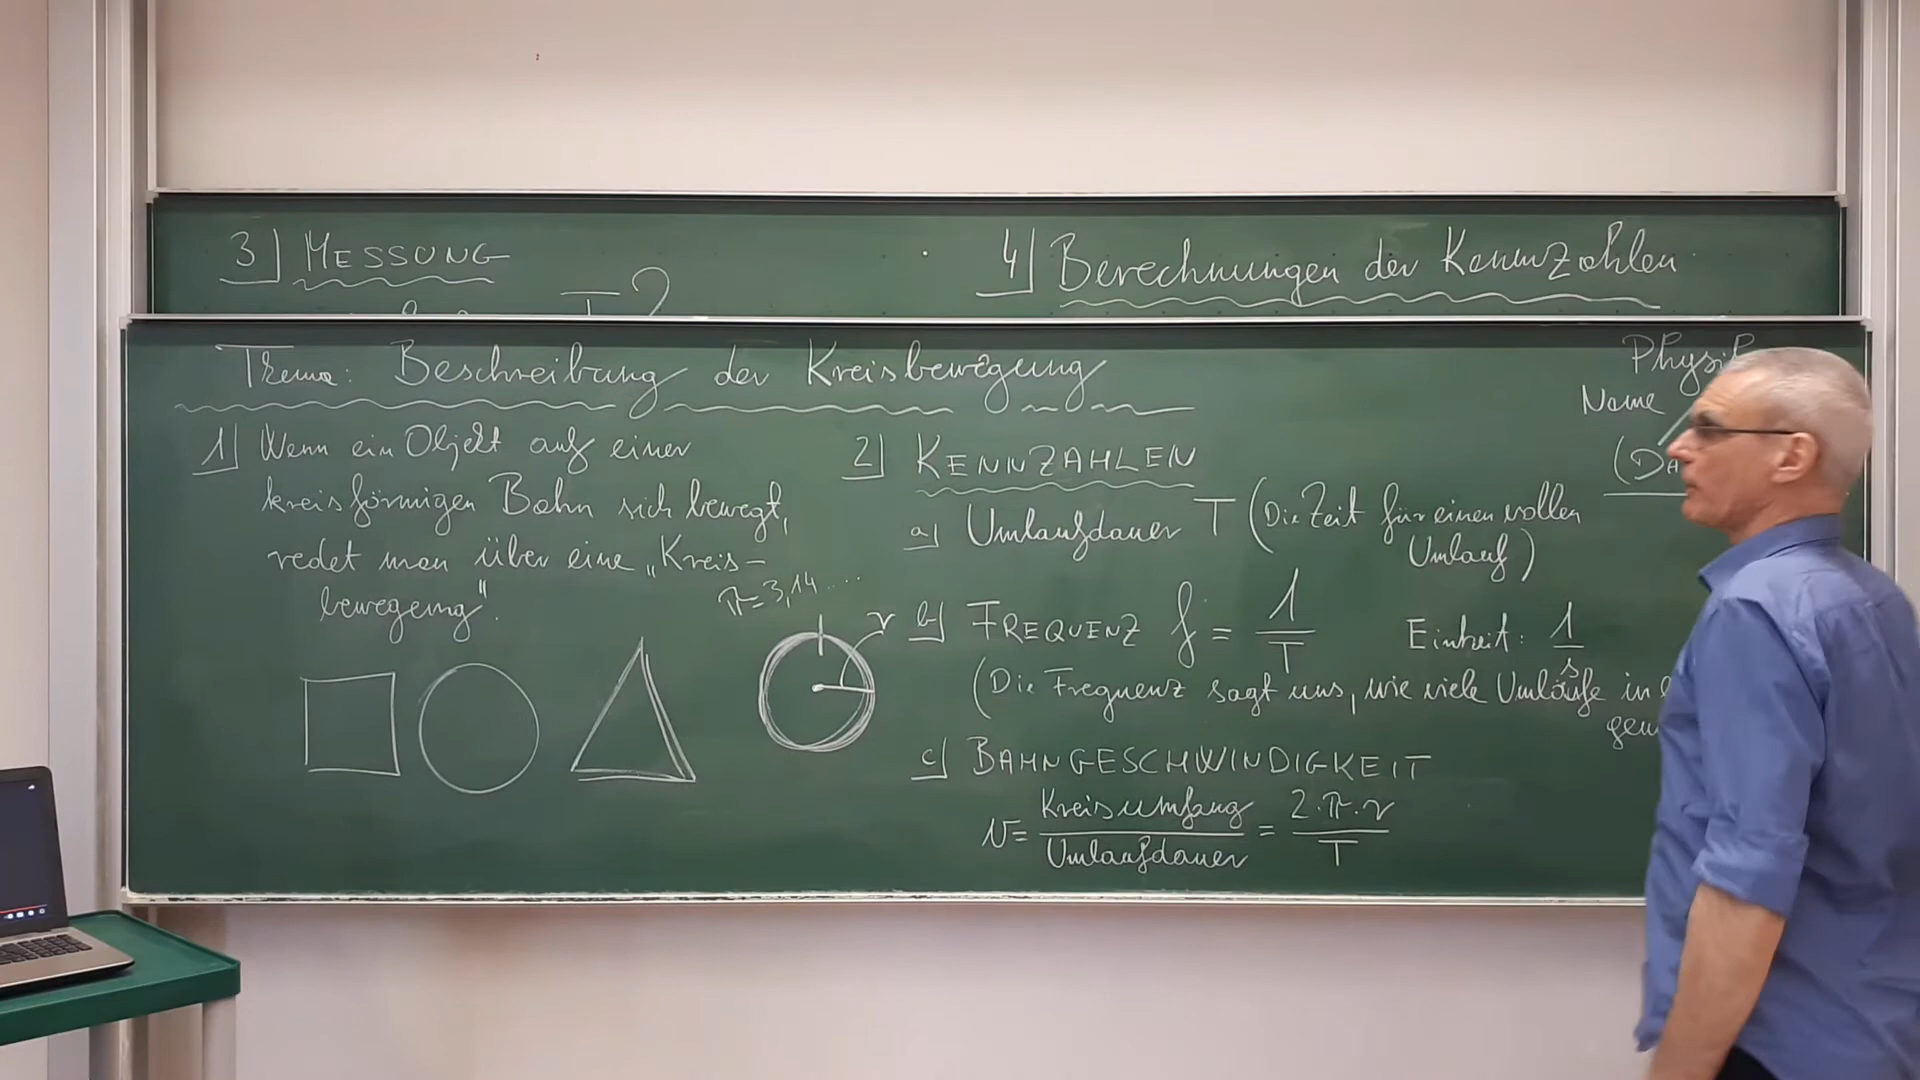 3] MESSUNG
4] Berechnungen der Kennzahlen
T?
Physik
Name
(DA
Thema: Beschreibung der Kreisbewegung
1] Wenn ein Objekt auf einer
kreisförmigen Bahn sich bewegt,
redet man über eine „Kreis-
bewegung".
π=3,14....
r
2] KENNZAHLEN
a] Umlaufdauer T (Die Zeit für einen vollen
Umlauf)
b] FREQUENZ f = 1/T Einheit: 1/s
(Die Frequenz sagt uns, wie viele Umläufe in
c] BAHNGESCHWINDIGKEIT
v = Kreisumfang/Umlaufdauer = 2·π·r/T